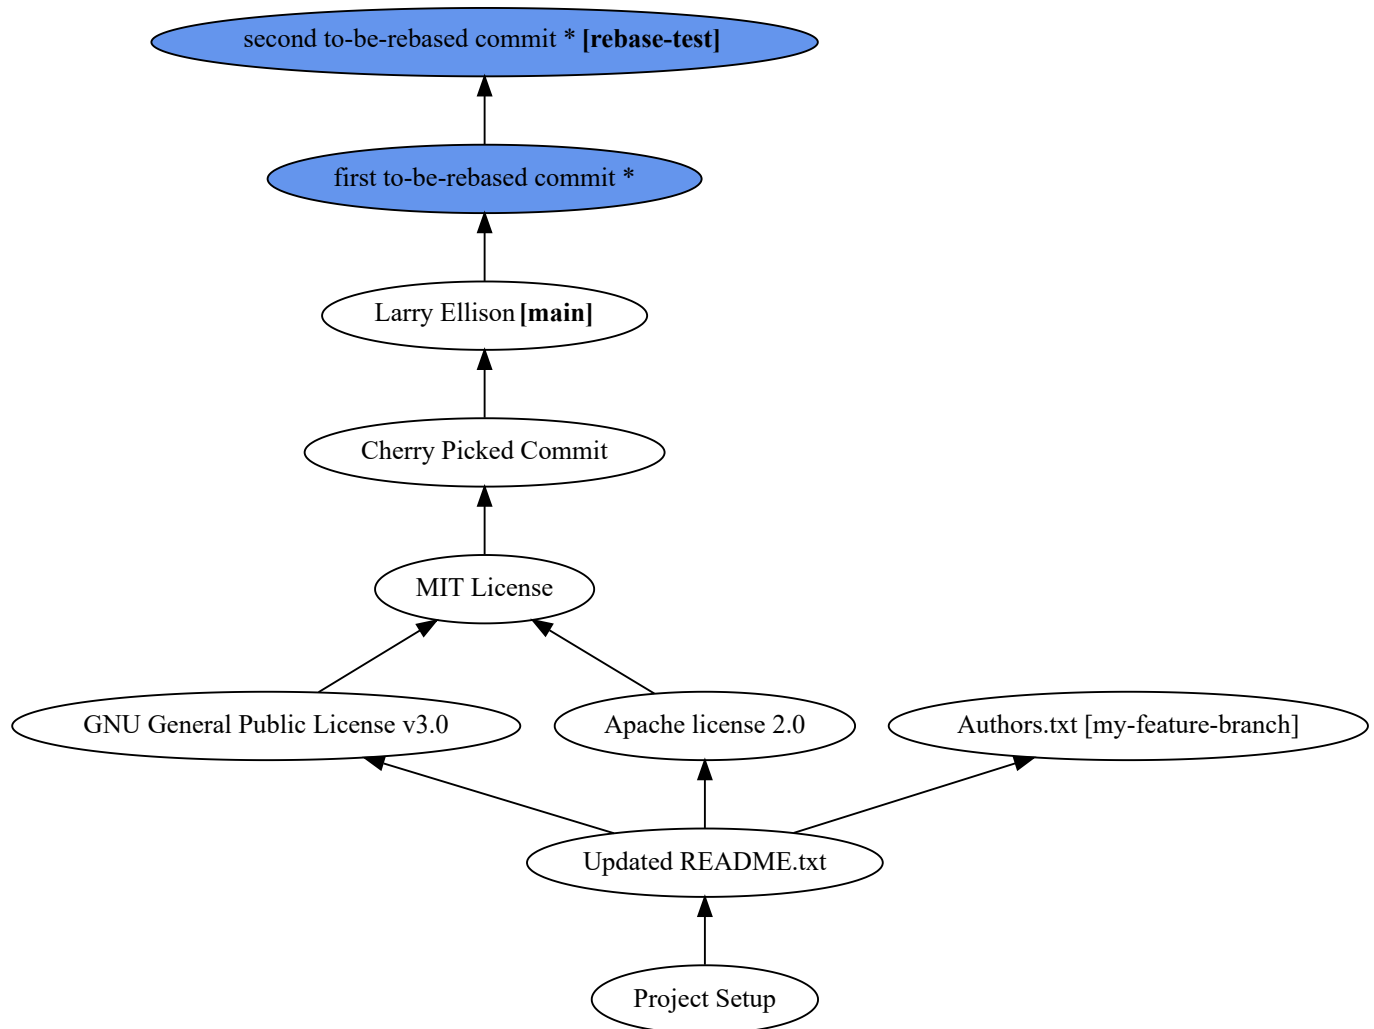 second to-be-rebased commit * [rebase-test]
first to-be-rebased commit *
Larry Ellison [main]
Cherry Picked Commit
MIT License
GNU General Public License v3.0
Apache license 2.0
Authors.txt [my-feature-branch]
Updated README.txt
Project Setup